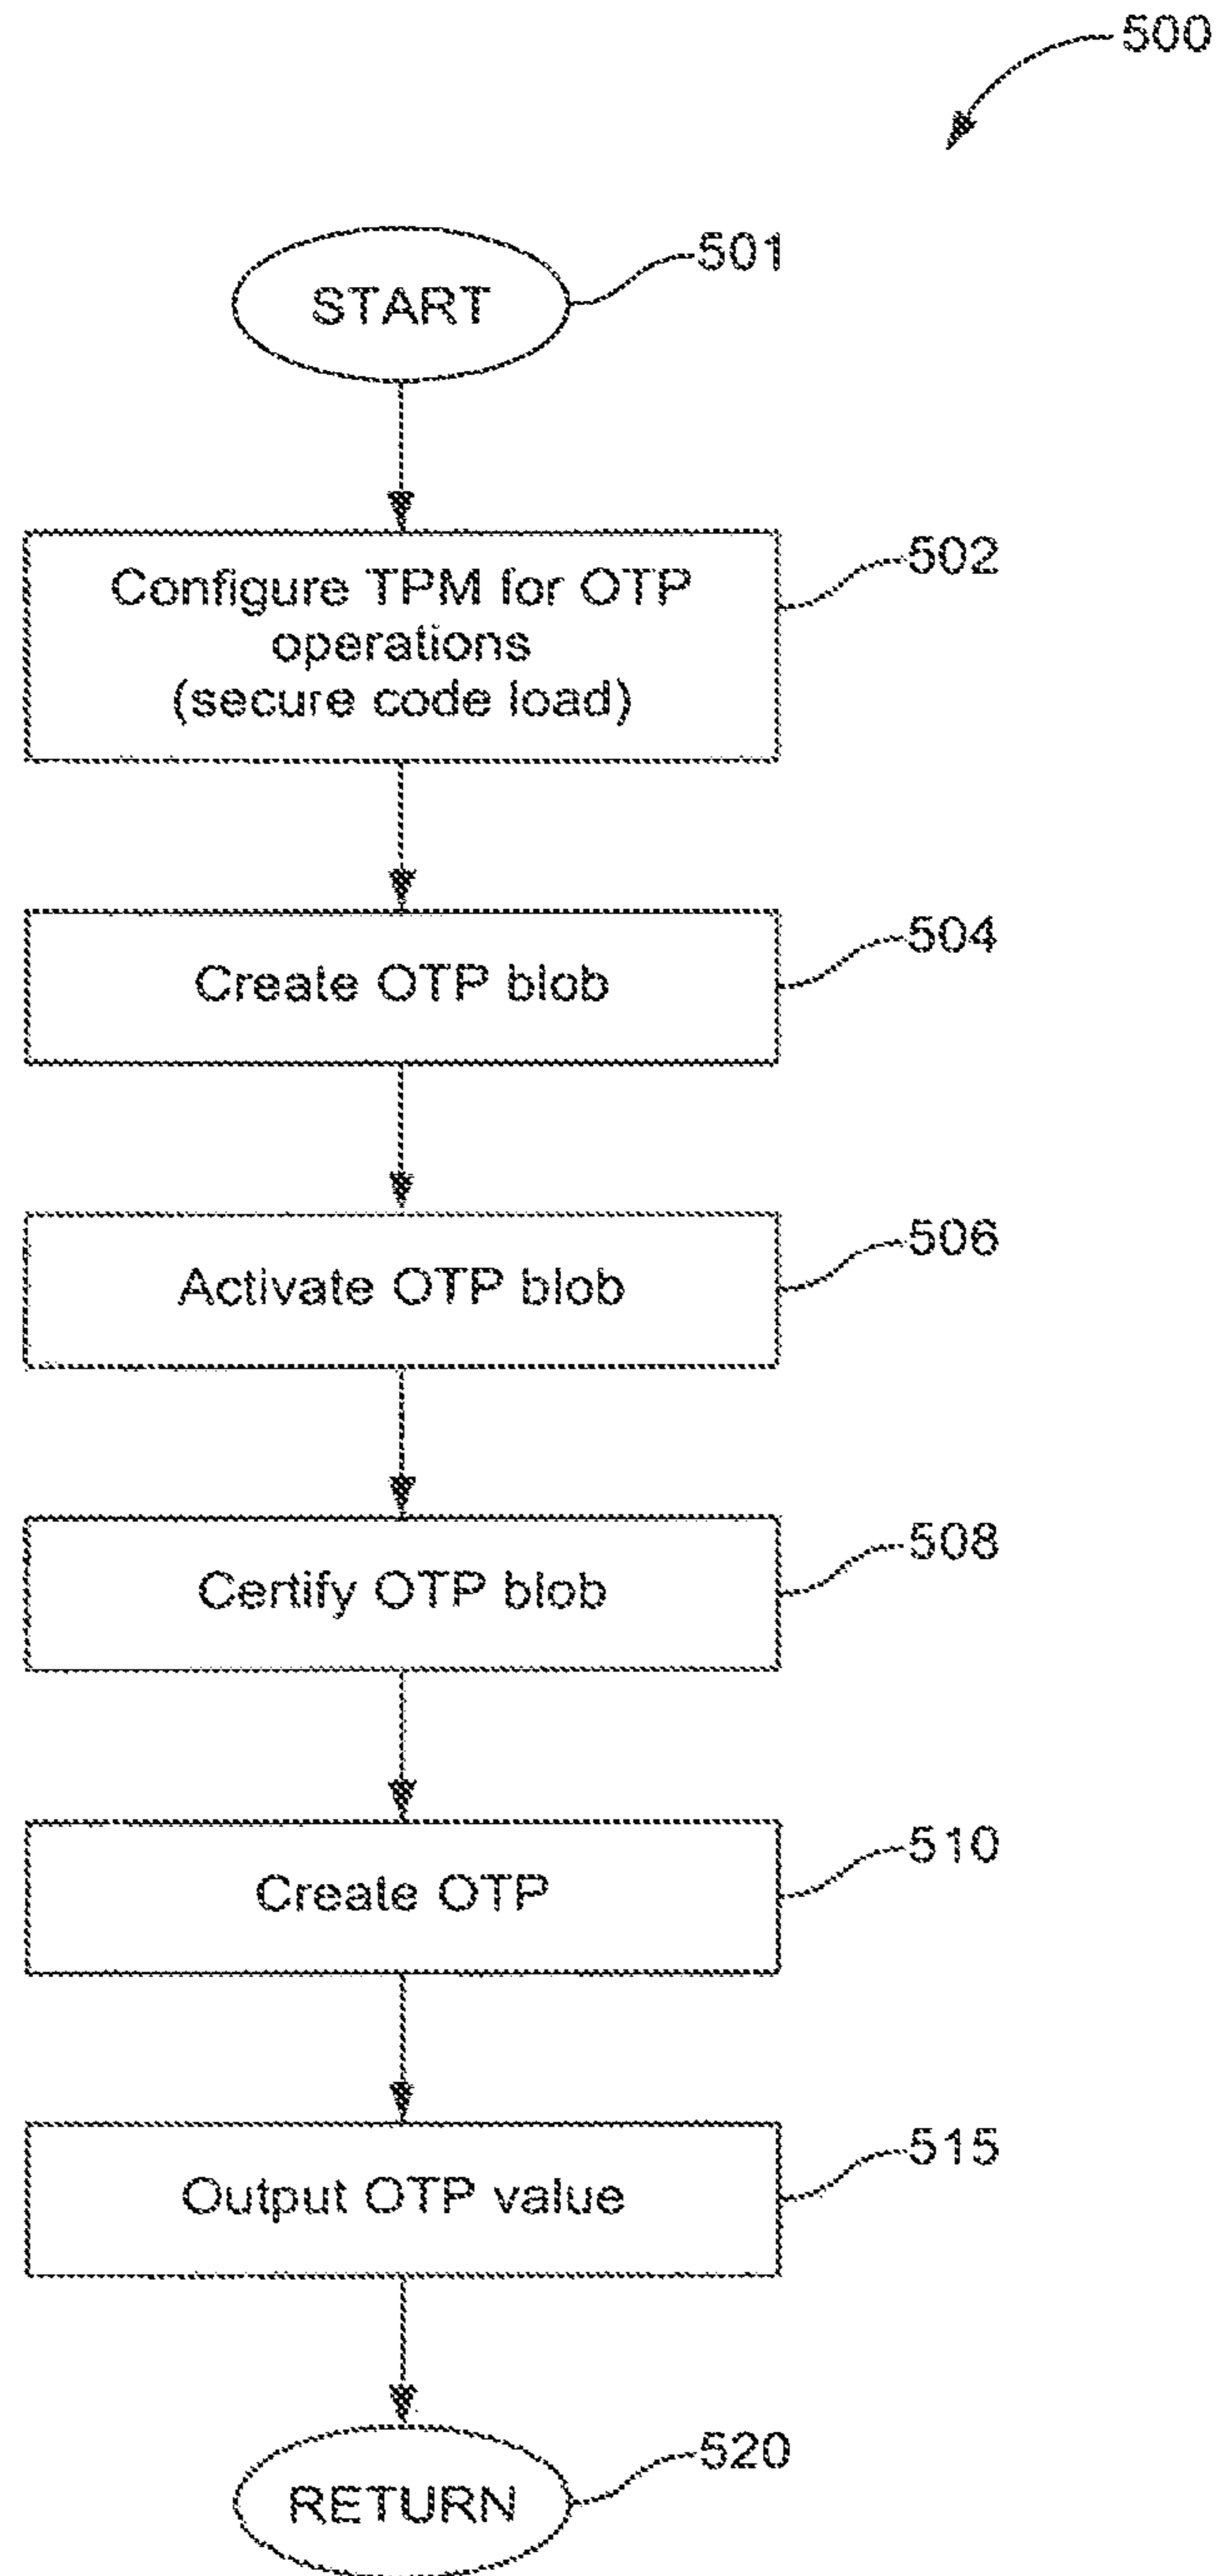 500
START
501
Configure TPM for OTP
operations
(secure code load)
502
Create OTP blob
504
Activate OTP blob
506
Certify OTP blob
508
Create OTP
510
Output OTP value
515
RETURN
520